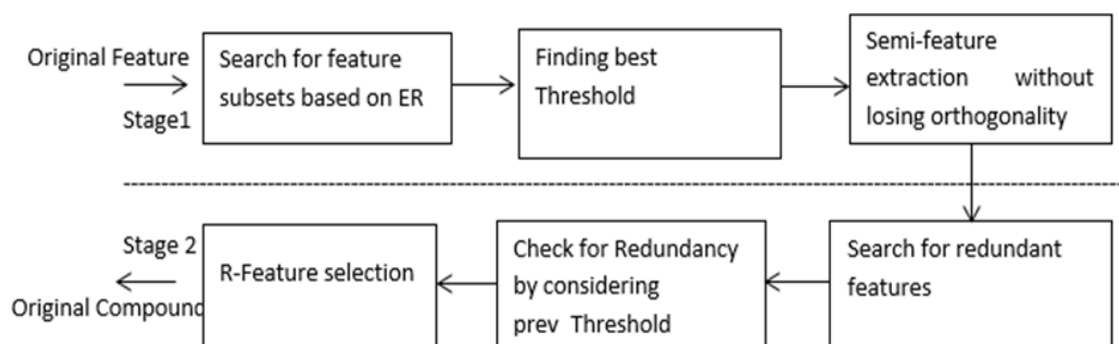 Original Feature
Stage1
Search for feature
subsets based on ER
Finding best
Threshold
Semi-feature
extraction without
losing orthogonality
Stage 2
Original Compound
R-Feature selection
Check for Redundancy
by considering
prev Threshold
Search for redundant
features